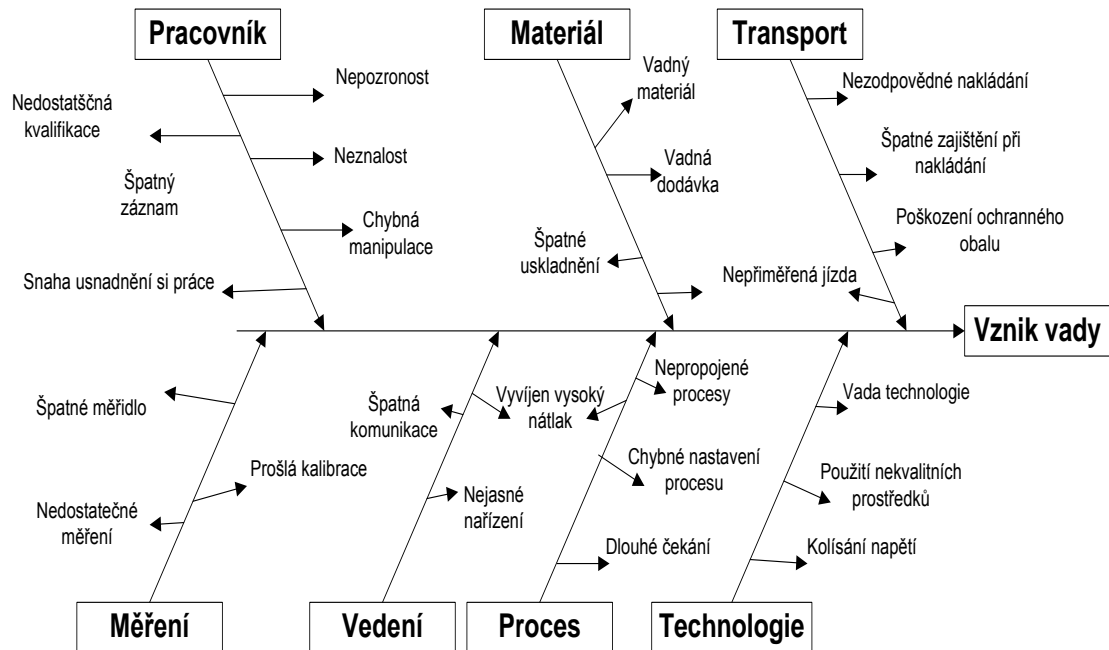 Pracovník
Materiál
Transport
Nepozronost
Nedostatščná
kvalifikace
Neznalost
Špatný
záznam
Chybná
manipulace
Snaha usnadnění si práce
Vadný
materiál
Vadná
dodávka
Špatné
uskladnění
Nezodpovědné nakládání
Špatné zajištění při
nakládání
Poškození ochranného
obalu
Nepřiměřená jízda
Vznik vady
Špatné měřidlo
Prošlá kalibrace
Nedostatečné
měření
Špatná
komunikace
Vyvíjen vysoký
nátlak
Nejasné
nařízení
Nepropojené
procesy
Chybné nastavení
procesu
Dlouhé čekání
Vada technologie
Použití nekvalitních
prostředků
Kolísání napětí
Měření
Vedení
Proces
Technologie